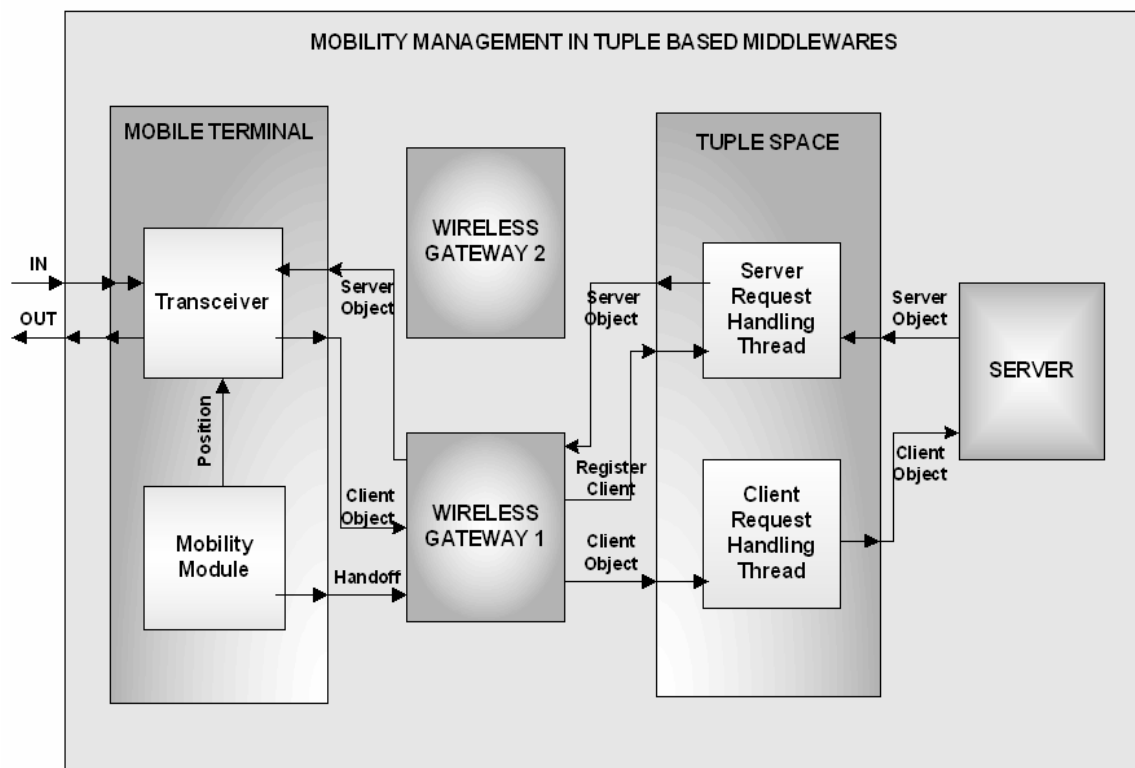 MOBILITY MANAGEMENT IN TUPLE BASED MIDDLEWARES
MOBILE TERMINAL
TUPLE SPACE
WIRELESS
GATEWAY 2
IN
OUT
Transceiver
Server
Object
Server
Object
Server
Request
Handling
Thread
Server
Object
SERVER
Position
Client
Object
WIRELESS
GATEWAY 1
Register
Client
Client
Object
Client
Request
Handling
Thread
Client
Object
Mobility
Module
Handoff